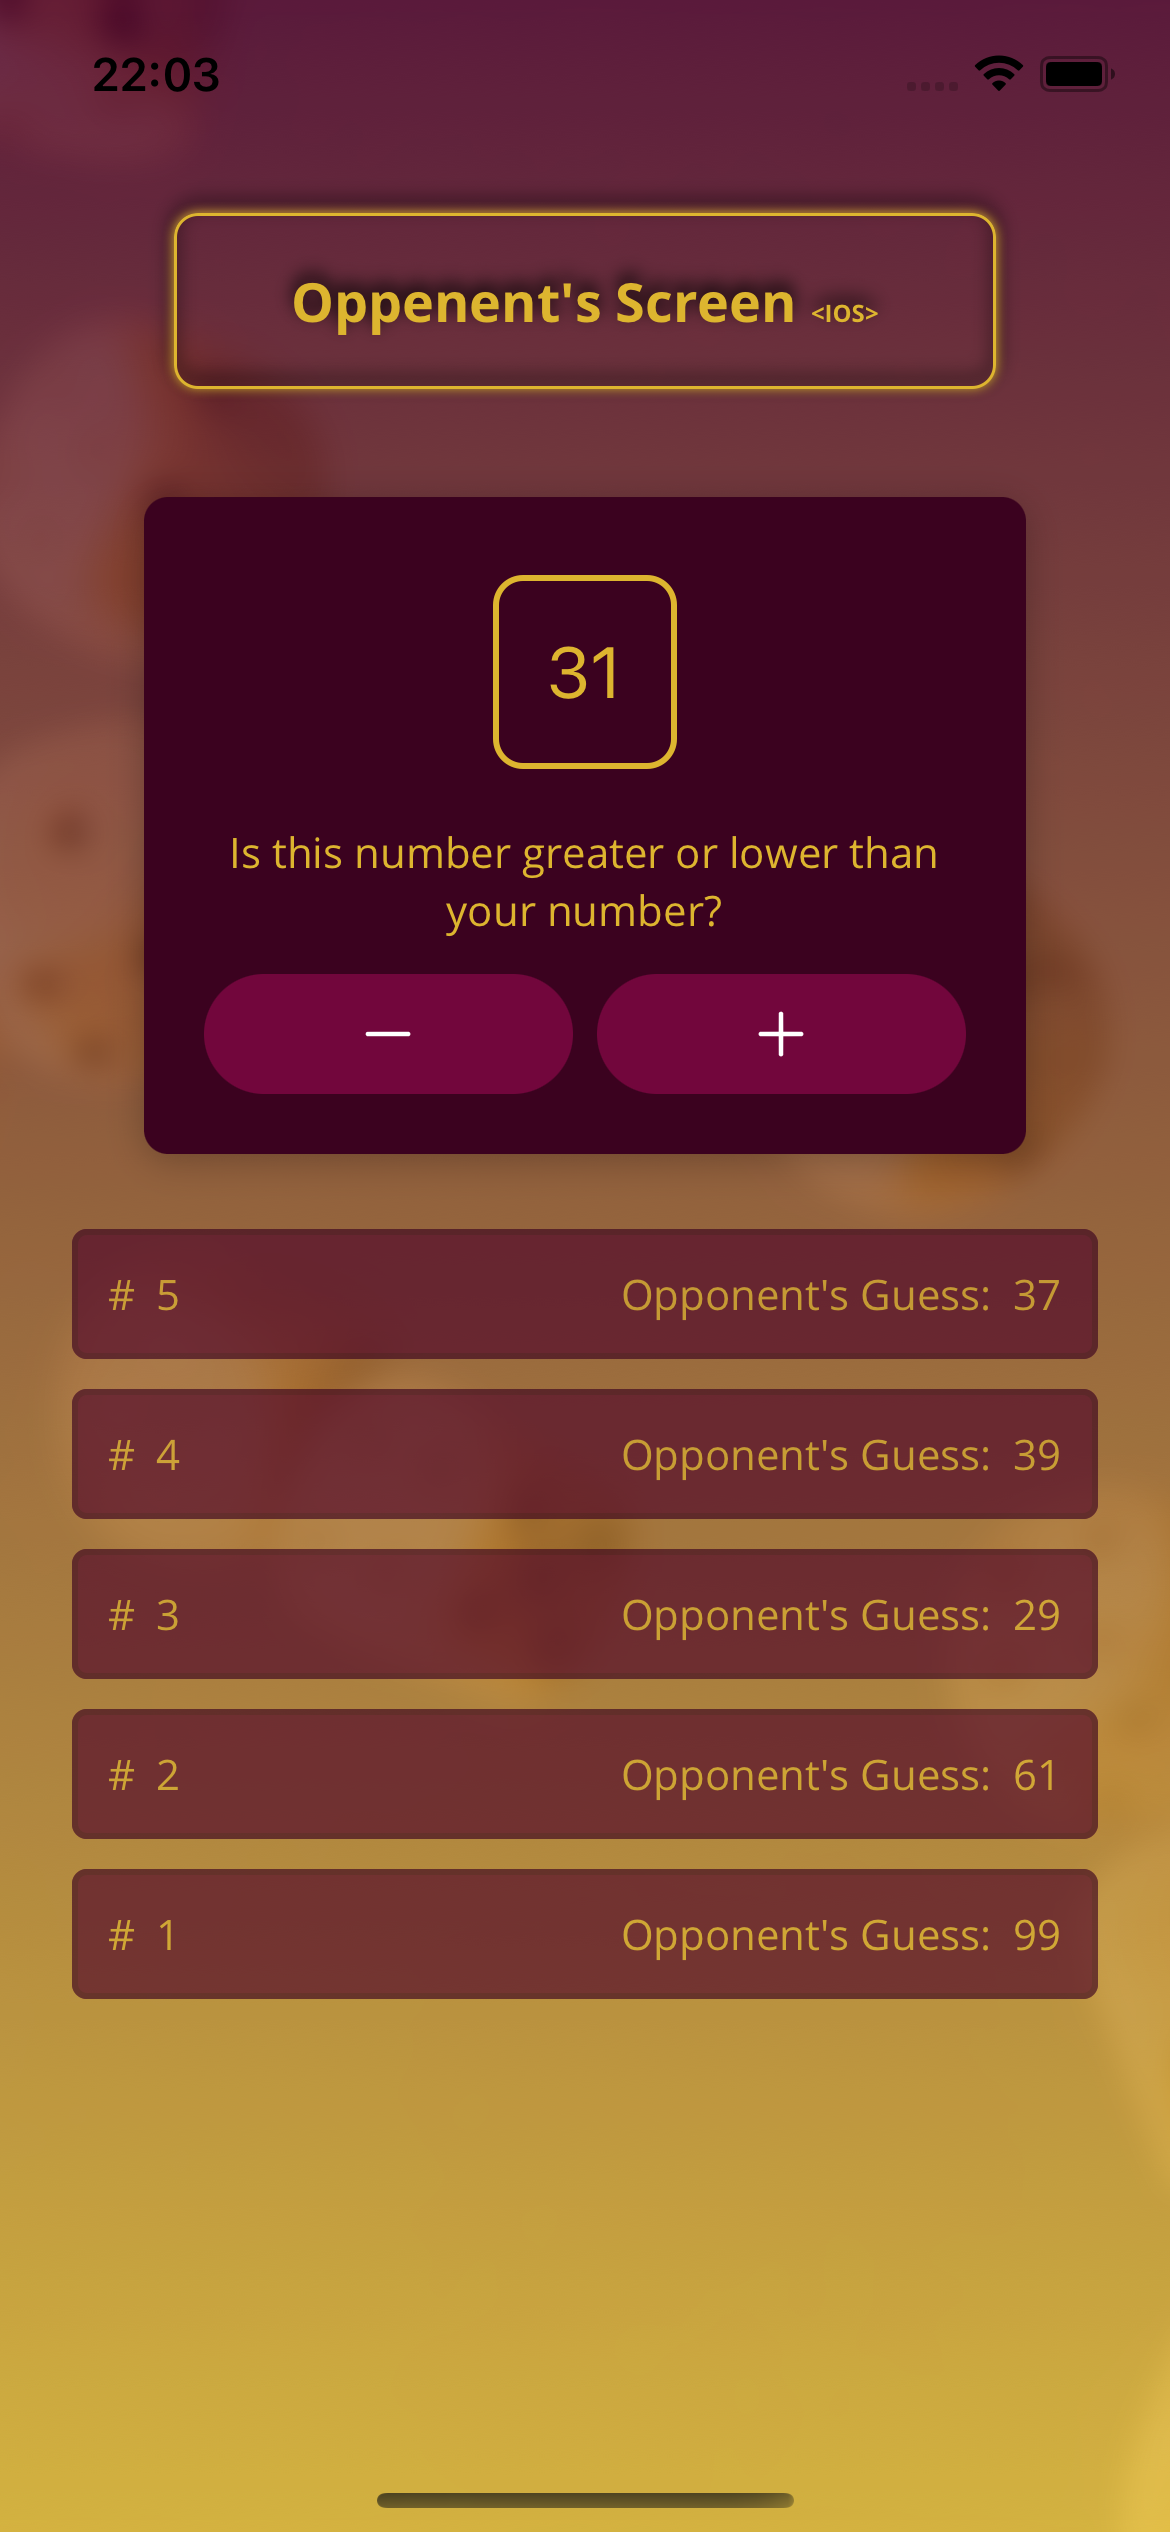 22:03
Oppenent's Screen <IOS>
31
Is this number greater or lower than
your number?
# 5 Opponent's Guess: 37
# 4 Opponent's Guess: 39
# 3 Opponent's Guess: 29
# 2 Opponent's Guess: 61
# 1 Opponent's Guess: 99